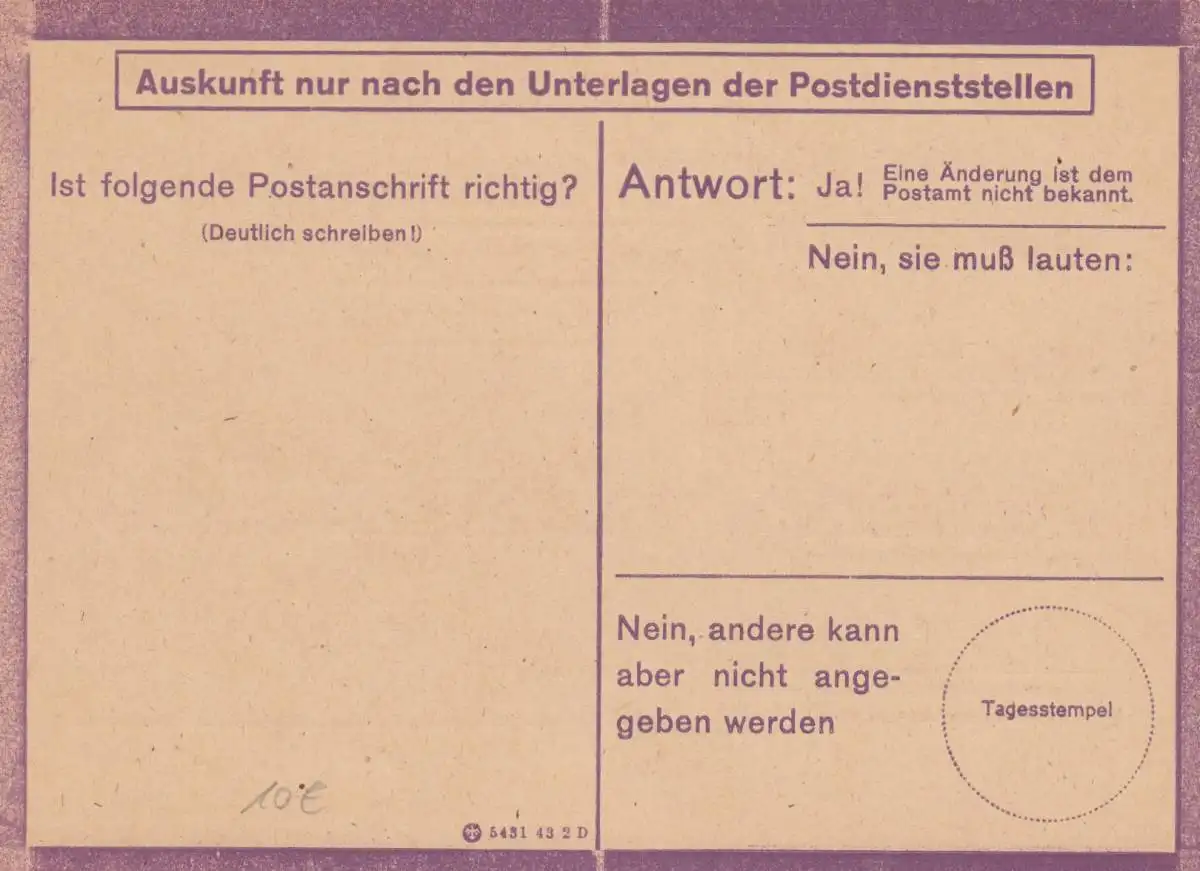 Auskunft nur nach den Unterlagen der Postdienststellen
Ist folgende Postanschrift richtig?
(Deutlich schreiben!)
Antwort: Ja! Eine Änderung ist dem
Postamt nicht bekannt.
Nein, sie muß lauten:
Nein, andere kann
aber nicht ange-
geben werden
Tagesstempel
10€
5431 43 2 D